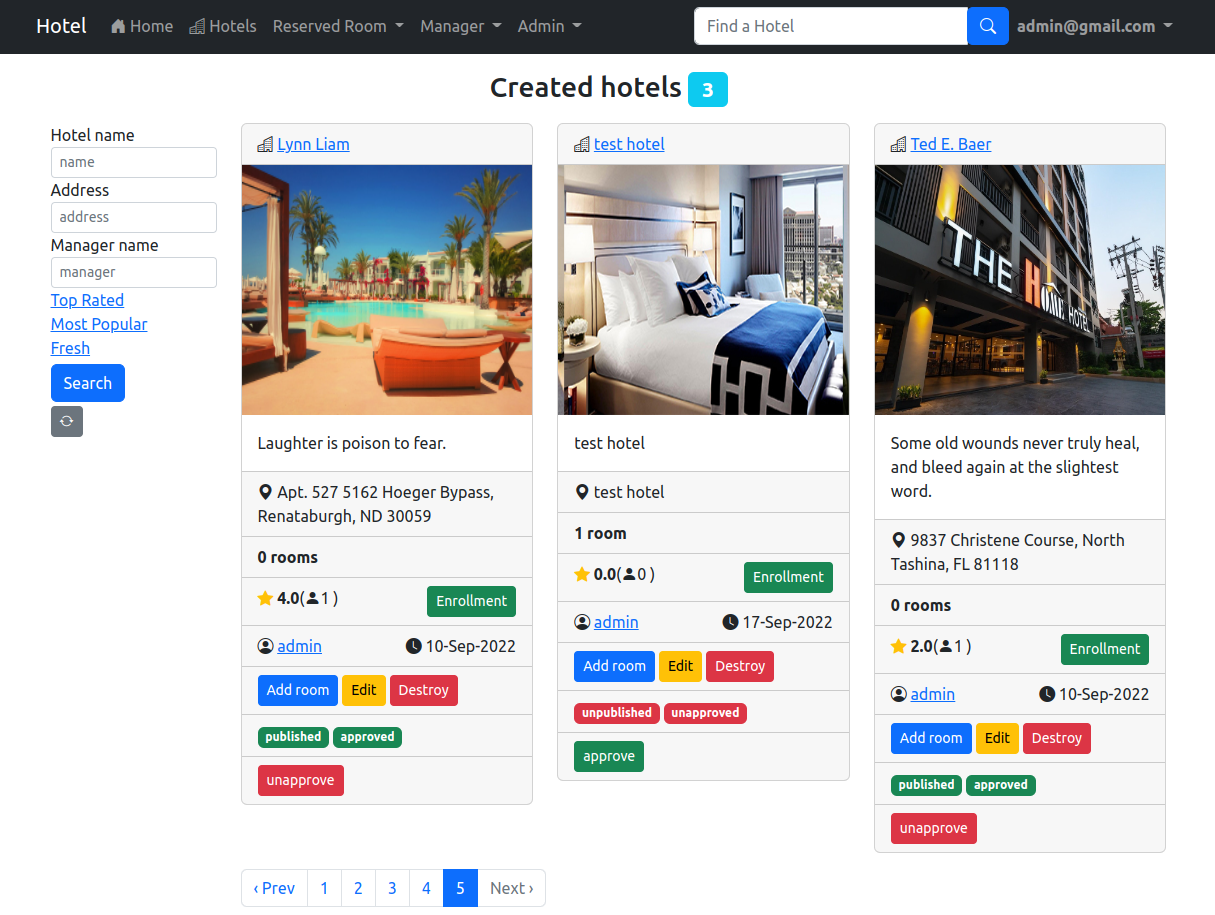 Hotel Home Hotels Reserved Room Manager Admin Find a Hotel admin@gmail.com
Created hotels 3
Hotel name
name
Address
address
Manager name
manager
Top Rated
Most Popular
Fresh
Search
Lynn Liam
Laughter is poison to fear.
Apt. 527 5162 Hoeger Bypass,
Renataburgh, ND 30059
0 rooms
4.0(1 ) Enrollment
admin 10-Sep-2022
Add room Edit Destroy
published approved
unapprove
test hotel
test hotel
test hotel
1 room
0.0(0 ) Enrollment
admin 17-Sep-2022
Add room Edit Destroy
unpublished unapproved
approve
Ted E. Baer
THE HOME HOTEL
Some old wounds never truly heal,
and bleed again at the slightest
word.
9837 Christene Course, North
Tashina, FL 81118
0 rooms
2.0(1 ) Enrollment
admin 10-Sep-2022
Add room Edit Destroy
published approved
unapprove
‹ Prev 1 2 3 4 5 Next ›